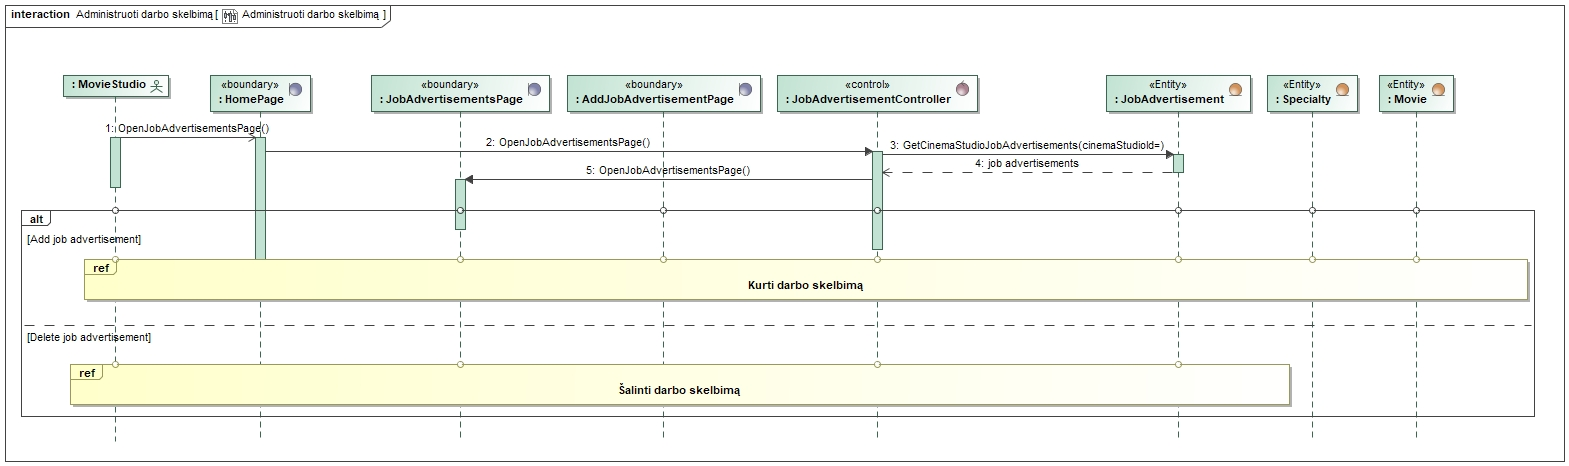 interaction Administruoti darbo skelbimą [ Administruoti darbo skelbimą ]
: MovieStudio
«boundary»
: HomePage
«boundary»
: JobAdvertisementsPage
«boundary»
: AddJobAdvertisementPage
«control»
: JobAdvertisementController
«Entity»
: JobAdvertisement
«Entity»
: Specialty
«Entity»
: Movie
1: OpenJobAdvertisementsPage()
2: OpenJobAdvertisementsPage()
3: GetCinemaStudioJobAdvertisements(cinemaStudioId=)
4: job advertisements
5: OpenJobAdvertisementsPage()
alt
[Add job advertisement]
ref
Kurti darbo skelbimą
[Delete job advertisement]
ref
Šalinti darbo skelbimą